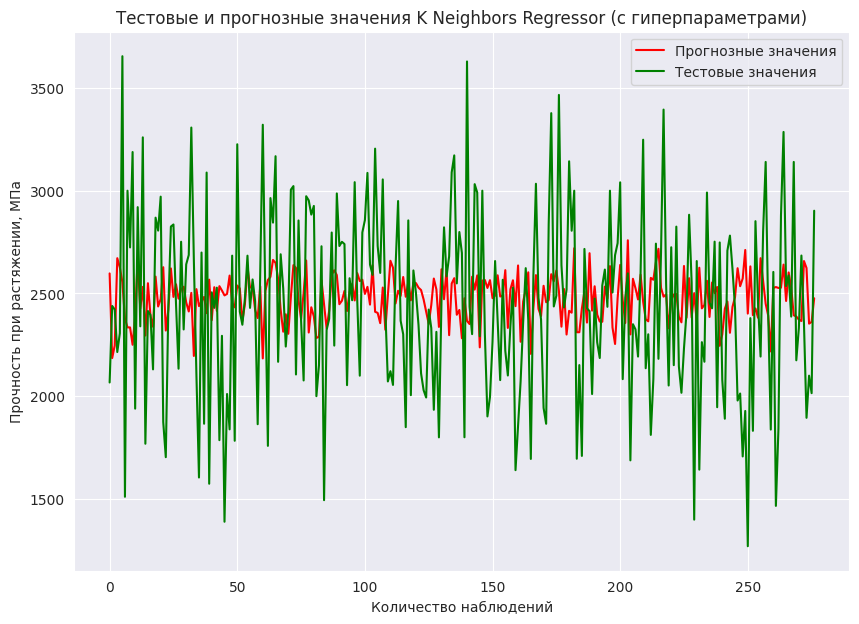 Тестовые и прогнозные значения K Neighbors Regressor (с гиперпараметрами)
Прогнозные значения
Тестовые значения
Прочность при растяжении, МПа
3500
3000
2500
2000
1500
0
50
100
150
200
250
Количество наблюдений